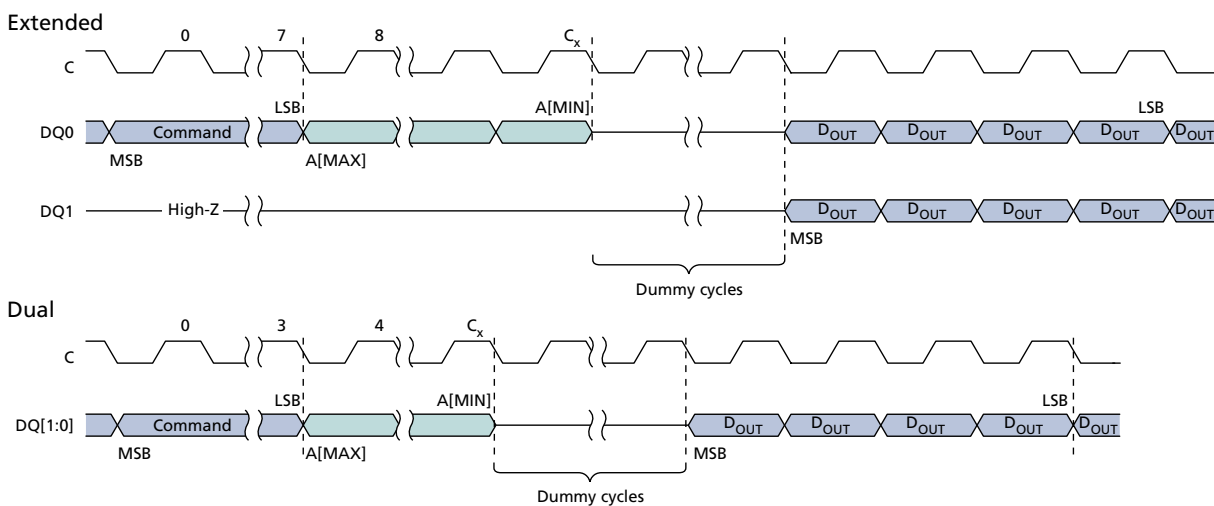 Extended
0 7 8 Cx
C
LSB A[MIN]  LSB
DQ0 Command DOUT DOUT DOUT DOUT DOUT
MSB A[MAX]
DQ1 High-Z DOUT DOUT DOUT DOUT DOUT
MSB
Dummy cycles
Dual
0 3 4 Cx
C
LSB A[MIN] LSB
DQ[1:0] Command DOUT DOUT DOUT DOUT DOUT
MSB A[MAX] MSB
Dummy cycles